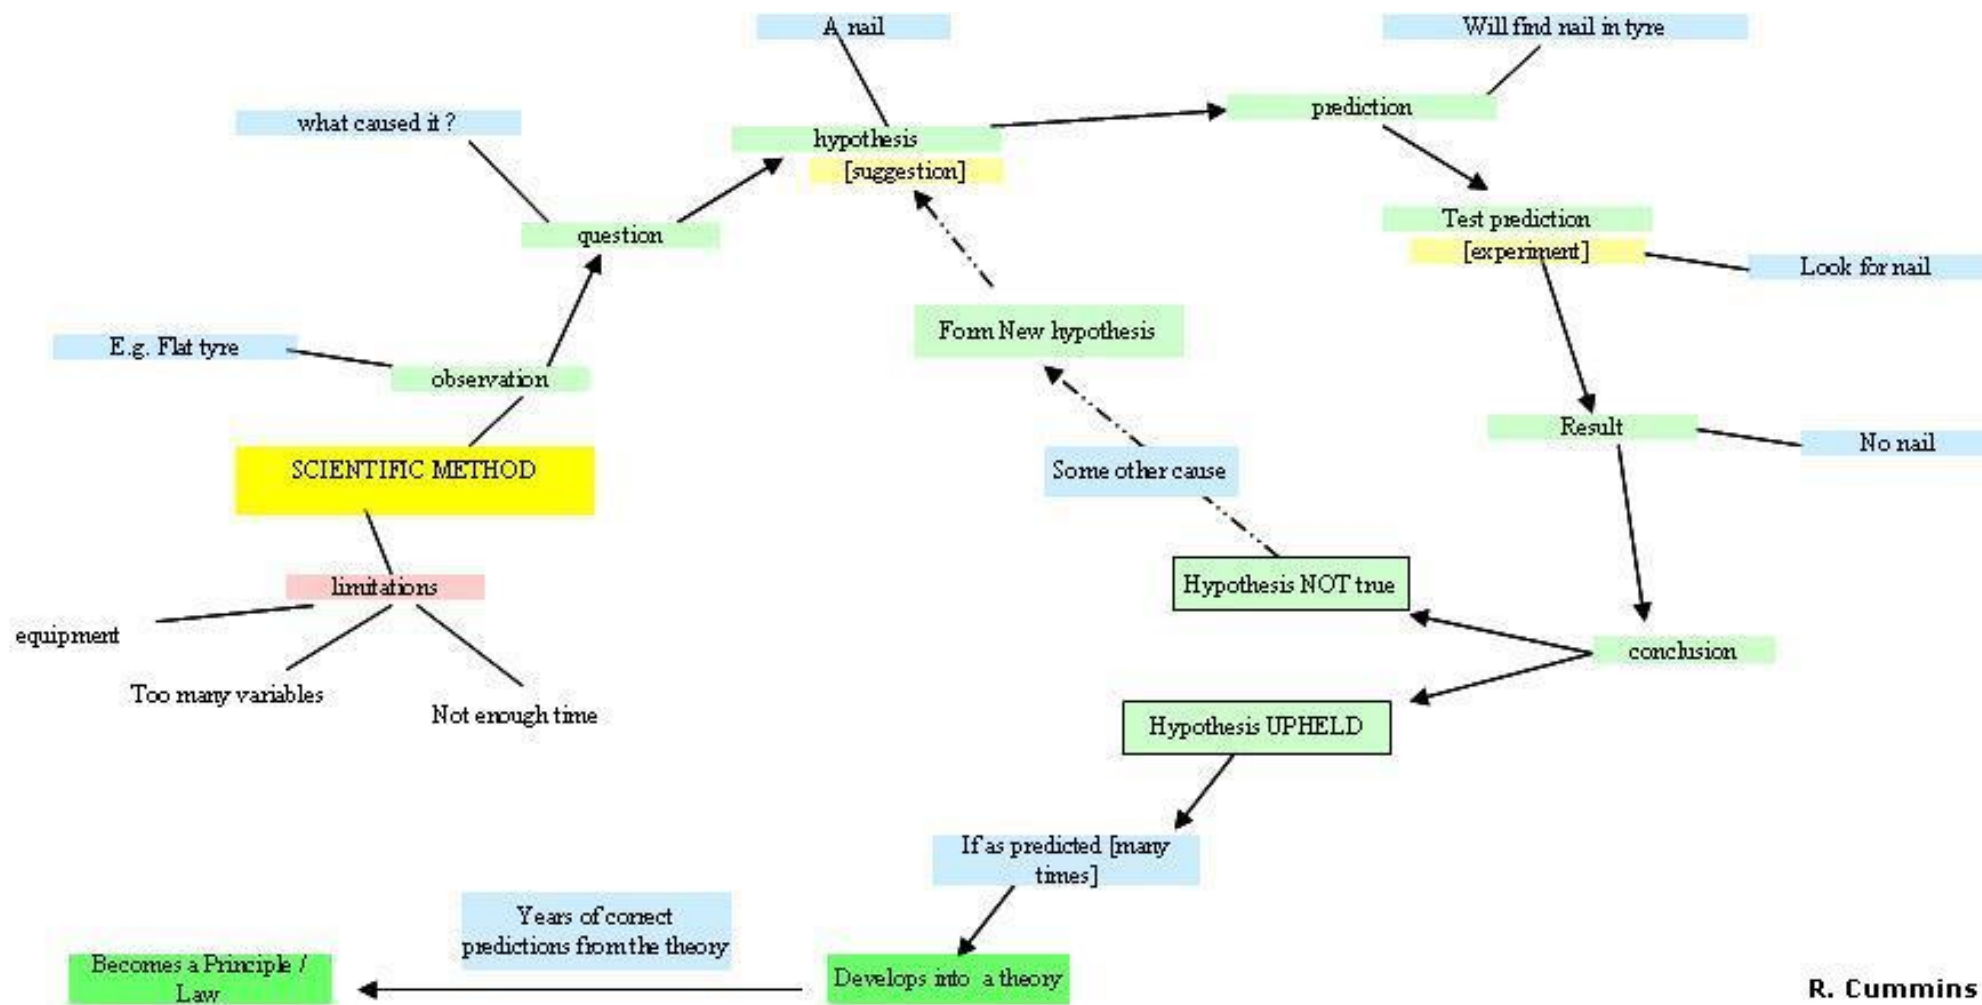 A nail
Will find nail in tyre
what caused it ?
prediction
hypothesis
[suggestion]
question
Test prediction
[experiment]
Look for nail
Form New hypothesis
E.g. Flat tyre
observation
Result
No nail
SCIENTIFIC METHOD
Some other cause
limitations
Hypothesis NOT true
equipment
conclusion
Too many variables
Not enough time
Hypothesis UPHELD
If as predicted [many
times]
Years of correct
predictions from the theory
Becomes a Principle /
Law
Develops into a theory
R. Cummins